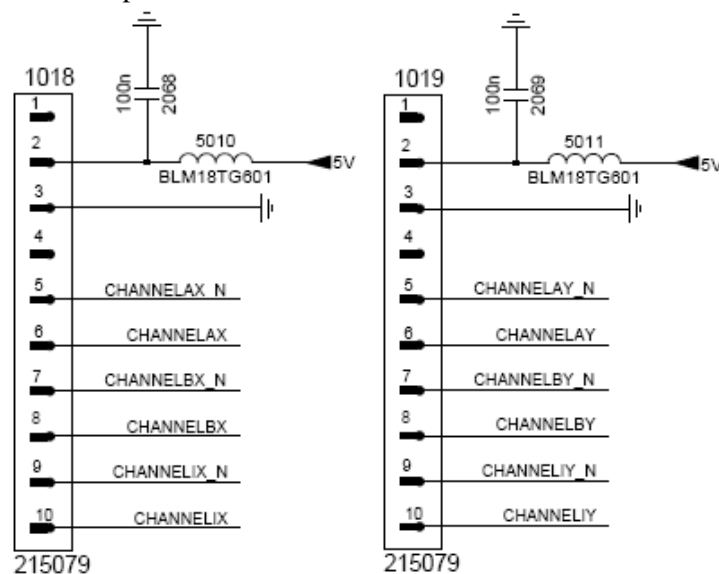 1018
100n
2068
1
2
5010
BLM18TG601
5V
3
4
5
CHANNELAX_N
6
CHANNELAX
7
CHANNELBX_N
8
CHANNELBX
9
CHANNELIX_N
10
CHANNELIX
215079
1019
100n
2069
1
2
5011
BLM18TG601
5V
3
4
5
CHANNELAY_N
6
CHANNELAY
7
CHANNELBY_N
8
CHANNELBY
9
CHANNELIY_N
10
CHANNELIY
215079